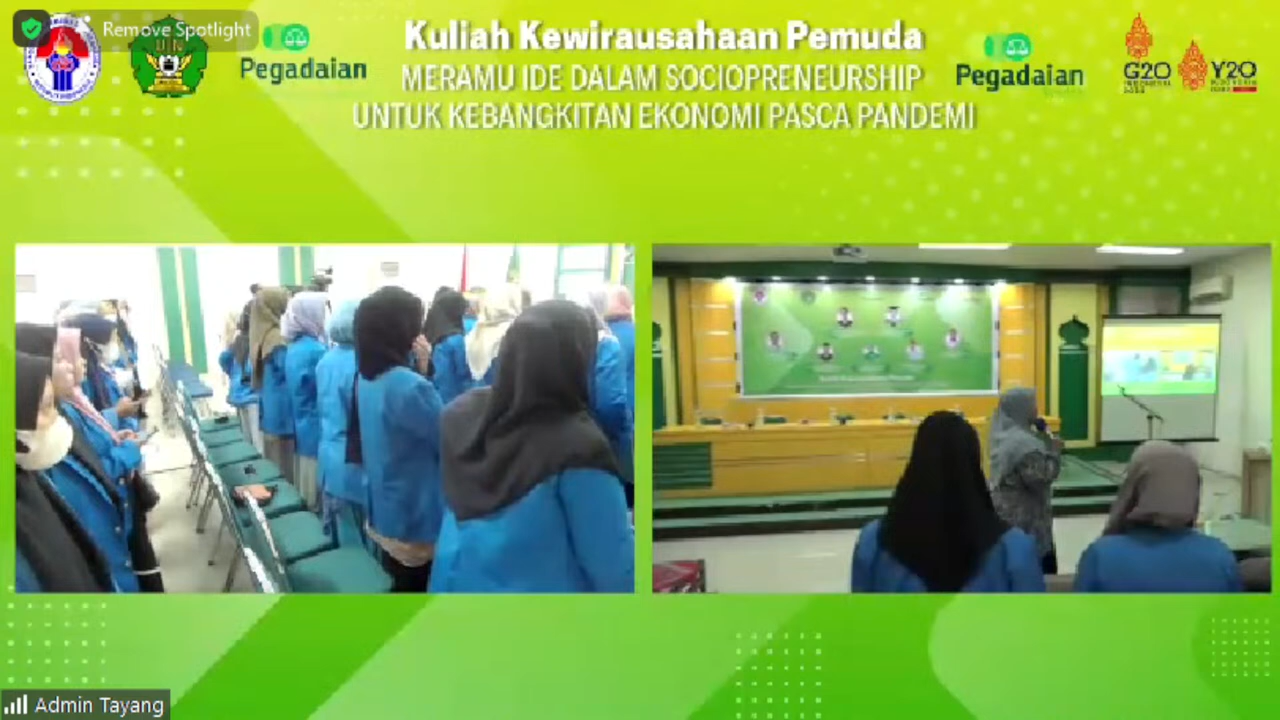 Remove Spotlight
UIN
Pegadaian
Kuliah Kewirausahaan Pemuda
MERAMU IDE DALAM SOCIOPRENEURSHIP
UNTUK KEBANGKITAN EKONOMI PASCA PANDEMI
Pegadaian
G20
Y20
Admin Tayang